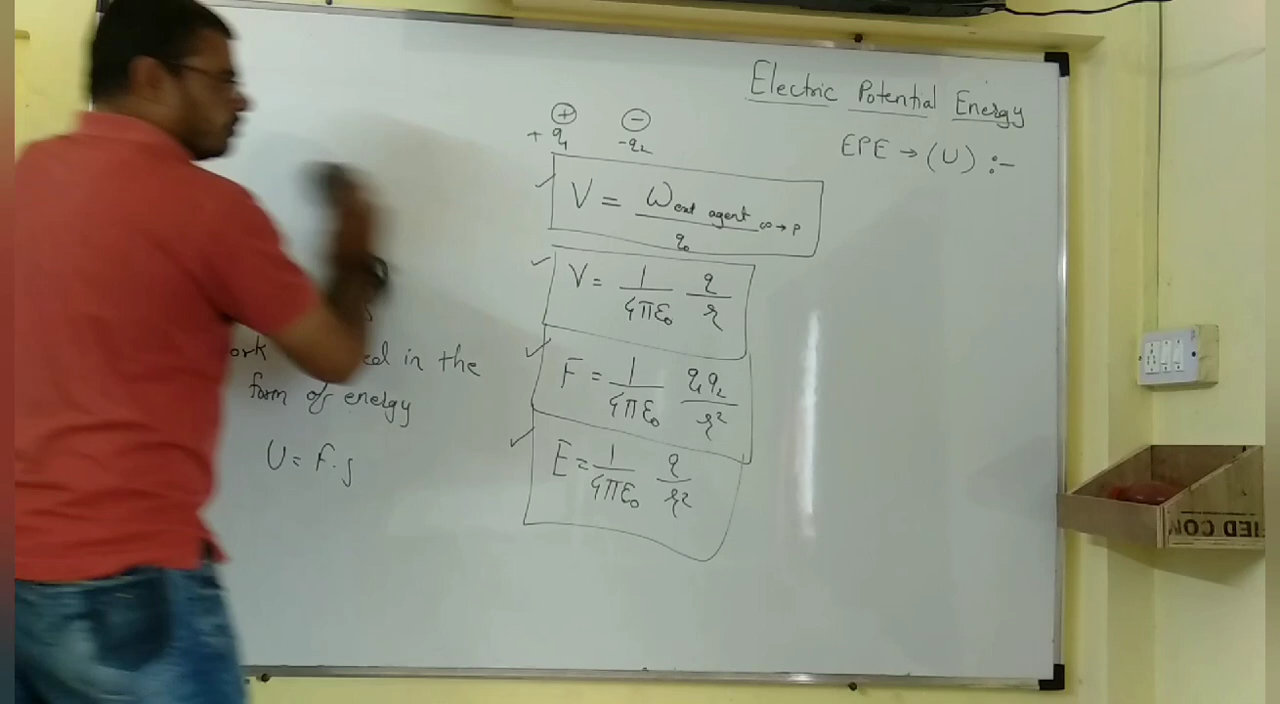 Electric Potential Energy
EPE → (U) :-
⊕ ⊖
+q₁ -q₂
V = W ext agent ∞→P / q₀
V = 1/4πε₀ q/r
F = 1/4πε₀ q₁q₂/r²
E = 1/4πε₀ q/r²
in the
form of energy
U = F.s